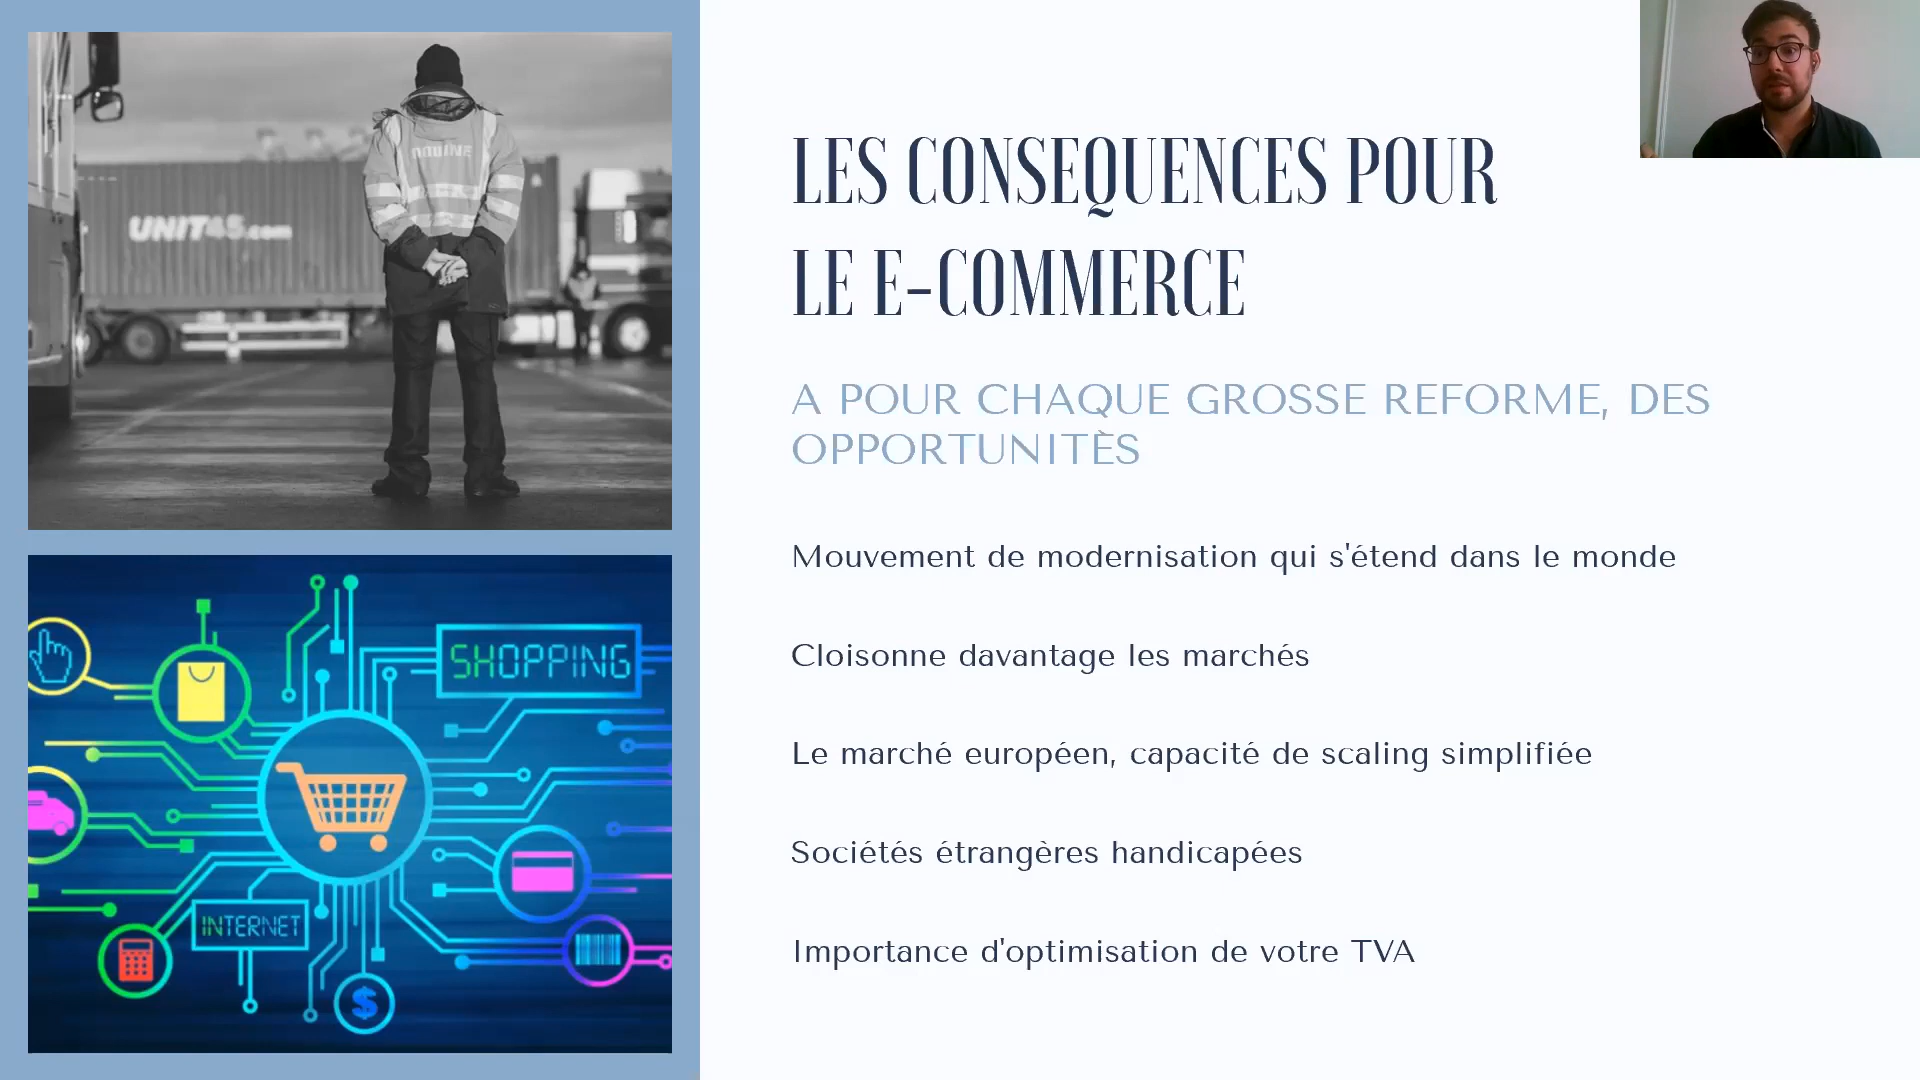 DOUANE
UNIT45.com
LES CONSEQUENCES POUR
LE E-COMMERCE
A POUR CHAQUE GROSSE REFORME, DES
OPPORTUNITÈS
Mouvement de modernisation qui s'étend dans le monde
Cloisonne davantage les marchés
Le marché européen, capacité de scaling simplifiée
Sociétés étrangères handicapées
Importance d'optimisation de votre TVA
SHOPPING
INTERNET
$